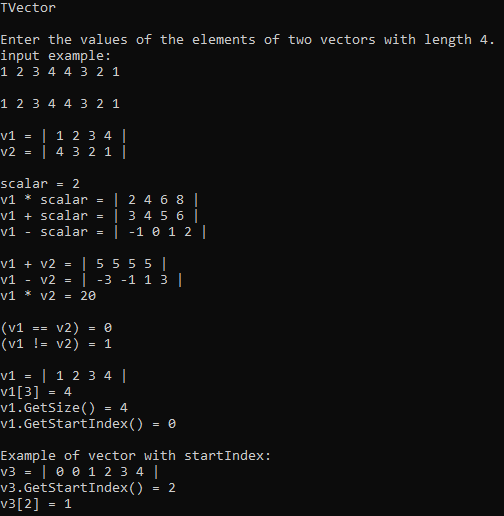 TVector
Enter the values of the elements of two vectors with length 4.
input example:
1 2 3 4 4 3 2 1
1 2 3 4 4 3 2 1
v1 = | 1 2 3 4 |
v2 = | 4 3 2 1 |
scalar = 2
v1 * scalar = | 2 4 6 8 |
v1 + scalar = | 3 4 5 6 |
v1 - scalar = | -1 0 1 2 |
v1 + v2 = | 5 5 5 5 |
v1 - v2 = | -3 -1 1 3 |
v1 * v2 = 20
(v1 == v2) = 0
(v1 != v2) = 1
v1 = | 1 2 3 4 |
v1[3] = 4
v1.GetSize() = 4
v1.GetStartIndex() = 0
Example of vector with startIndex:
v3 = | 0 0 1 2 3 4 |
v3.GetStartIndex() = 2
v3[2] = 1